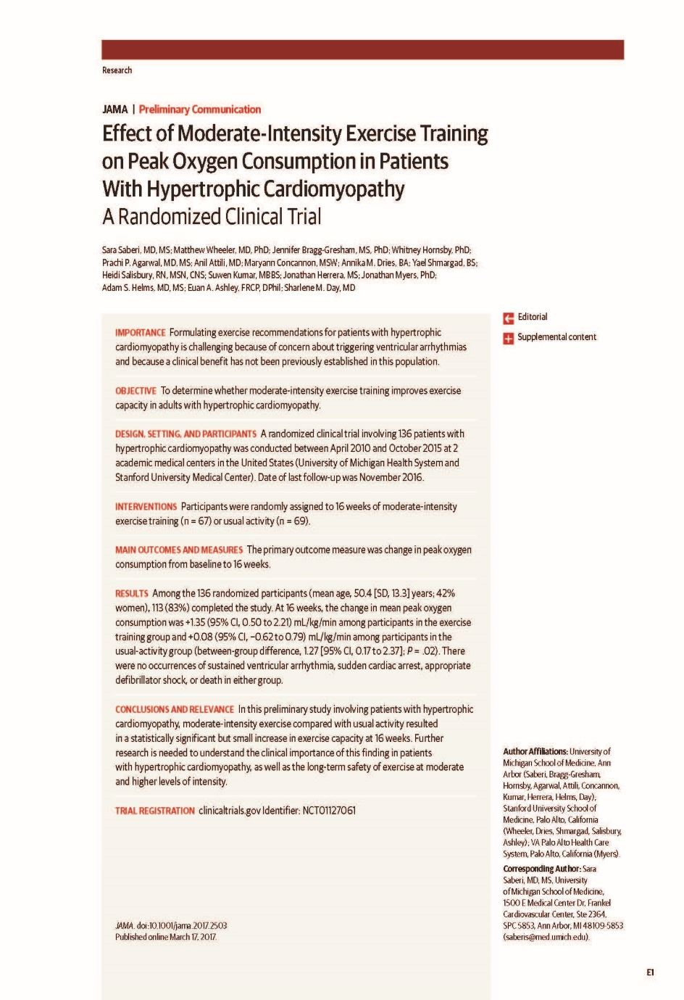 Research
JAMA | Preliminary Communication
Effect of Moderate-Intensity Exercise Training
on Peak Oxygen Consumption in Patients
With Hypertrophic Cardiomyopathy
A Randomized Clinical Trial
Sara Saberi, MD, MS; Matthew Wheeler, MD, PhD; Jennifer Bragg-Gresham, MS, PhD; Whitney Hornsby, PhD;
Prachi P. Agarwal, MD, MS; Anil Attili, MD; Maryann Concannon, MSW; Annika M. Dries, BA; Yael Shmargad, BS;
Heidi Salisbury, RN, MSN, CNS; Suwen Kumar, MBBS; Jonathan Herrera, MS; Jonathan Myers, PhD;
Adam S. Helms, MD, MS; Euan A. Ashley, FRCP, DPhil; Sharlene M. Day, MD
IMPORTANCE Formulating exercise recommendations for patients with hypertrophic
cardiomyopathy is challenging because of concern about triggering ventricular arrhythmias
and because a clinical benefit has not been previously established in this population.
OBJECTIVE To determine whether moderate-intensity exercise training improves exercise
capacity in adults with hypertrophic cardiomyopathy.
DESIGN, SETTING, AND PARTICIPANTS A randomized clinical trial involving 136 patients with
hypertrophic cardiomyopathy was conducted between April 2010 and October 2015 at 2
academic medical centers in the United States (University of Michigan Health System and
Stanford University Medical Center). Date of last follow-up was November 2016.
INTERVENTIONS Participants were randomly assigned to 16 weeks of moderate-intensity
exercise training (n = 67) or usual activity (n = 69).
MAIN OUTCOMES AND MEASURES The primary outcome measure was change in peak oxygen
consumption from baseline to 16 weeks.
RESULTS Among the 136 randomized participants (mean age, 50.4 [SD, 13.3] years; 42%
women), 113 (83%) completed the study. At 16 weeks, the change in mean peak oxygen
consumption was +1.35 (95% CI, 0.50 to 2.21) mL/kg/min among participants in the exercise
training group and +0.08 (95% CI, −0.62 to 0.79) mL/kg/min among participants in the
usual-activity group (between-group difference, 1.27 [95% CI, 0.17 to 2.37]; P = .02). There
were no occurrences of sustained ventricular arrhythmia, sudden cardiac arrest, appropriate
defibrillator shock, or death in either group.
CONCLUSIONS AND RELEVANCE In this preliminary study involving patients with hypertrophic
cardiomyopathy, moderate-intensity exercise compared with usual activity resulted
in a statistically significant but small increase in exercise capacity at 16 weeks. Further
research is needed to understand the clinical importance of this finding in patients
with hypertrophic cardiomyopathy, as well as the long-term safety of exercise at moderate
and higher levels of intensity.
TRIAL REGISTRATION clinicaltrials.gov Identifier: NCT01127061
JAMA. doi:10.1001/jama.2017.2503
Published online March 17, 2017.
Editorial
Supplemental content
Author Affiliations: University of
Michigan School of Medicine, Ann
Arbor (Saberi, Bragg-Gresham,
Hornsby, Agarwal, Attili, Concannon,
Kumar, Herrera, Helms, Day);
Stanford University School of
Medicine, Palo Alto, California
(Wheeler, Dries, Shmargad, Salisbury,
Ashley); VA Palo Alto Health Care
System, Palo Alto, California (Myers).
Corresponding Author: Sara
Saberi, MD, MS, University
of Michigan School of Medicine,
1500 E Medical Center Dr, Frankel
Cardiovascular Center, Ste 2364,
SPC 5853, Ann Arbor, MI 48109-5853
(saberis@med.umich.edu).
E1